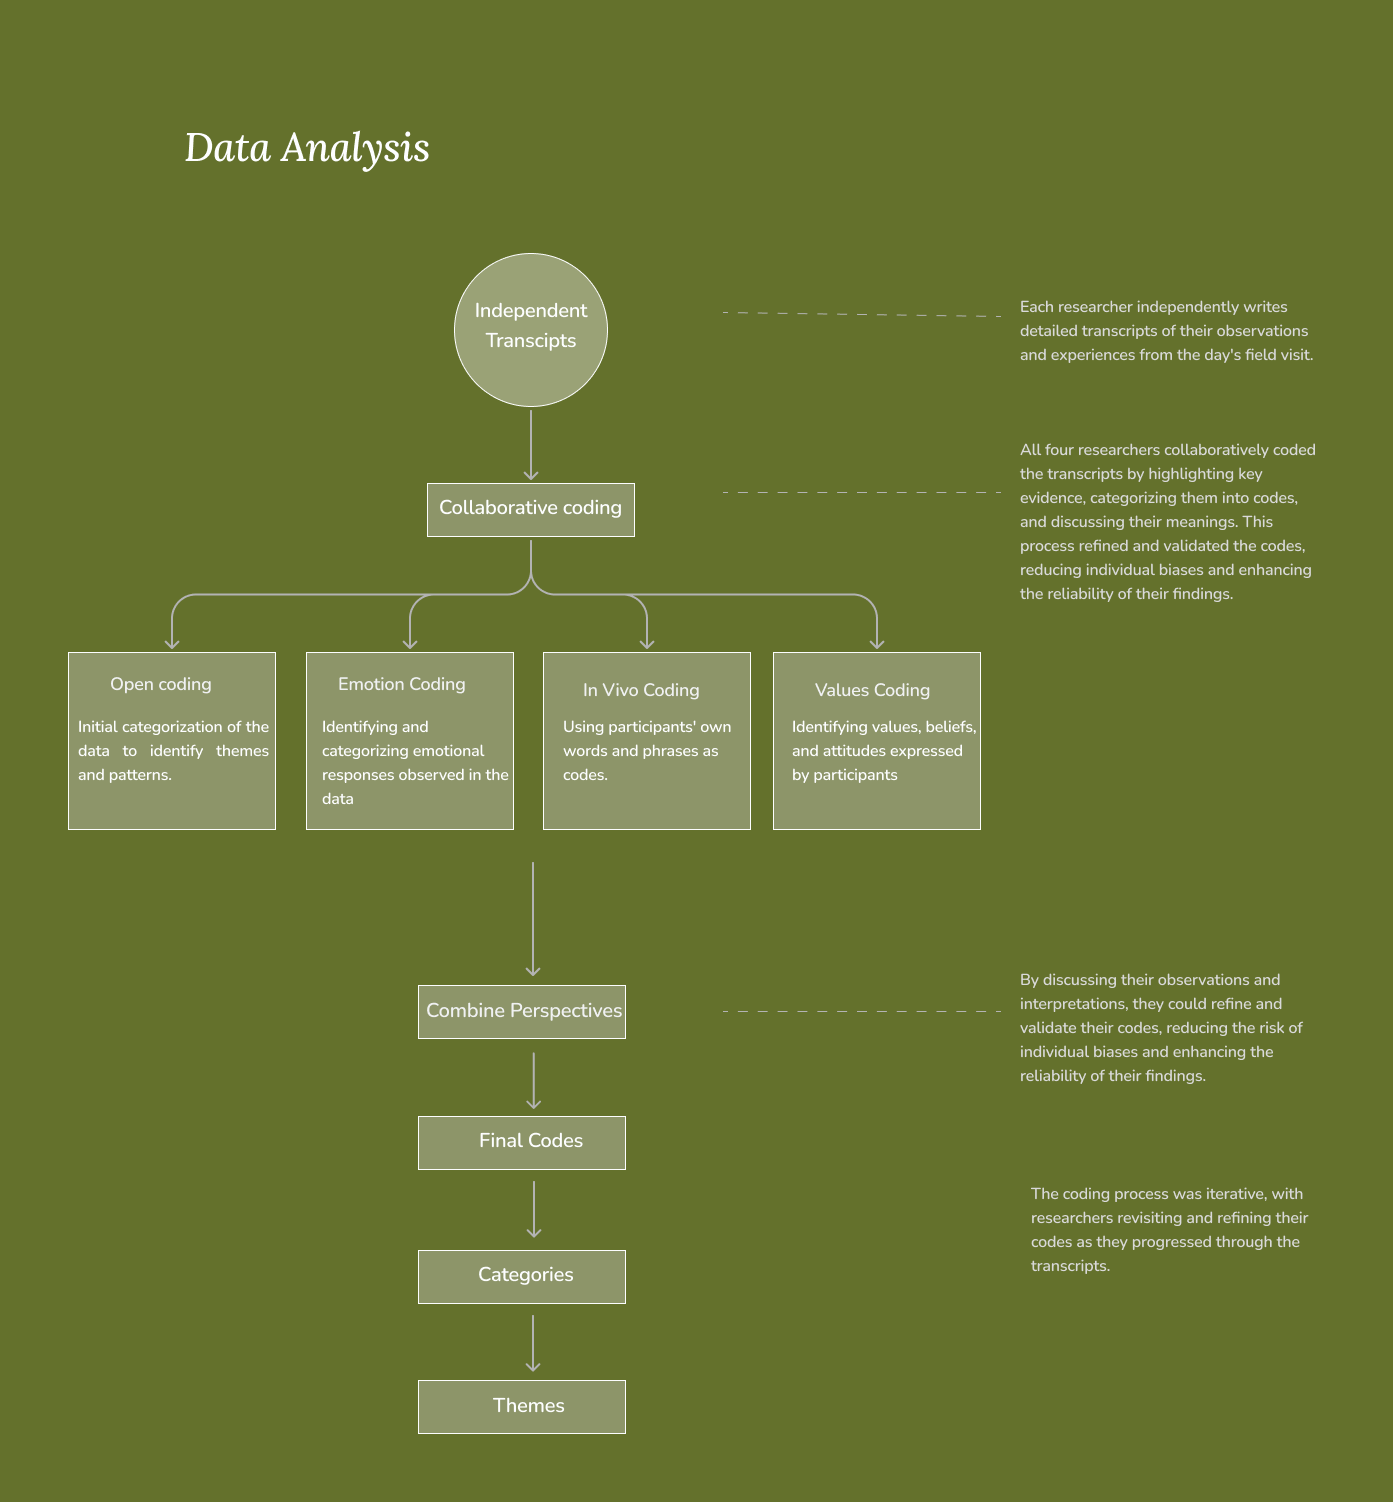 Data Analysis
Independent
Transcipts
Each researcher independently writes
detailed transcripts of their observations
and experiences from the day's field visit.
Collaborative coding
All four researchers collaboratively coded
the transcripts by highlighting key
evidence, categorizing them into codes,
and discussing their meanings. This
process refined and validated the codes,
reducing individual biases and enhancing
the reliability of their findings.
Open coding
Initial categorization of the
data to identify themes
and patterns.
Emotion Coding
Identifying and
categorizing emotional
responses observed in the
data
In Vivo Coding
Using participants' own
words and phrases as
codes.
Values Coding
Identifying values, beliefs,
and attitudes expressed
by participants
Combine Perspectives
By discussing their observations and
interpretations, they could refine and
validate their codes, reducing the risk of
individual biases and enhancing the
reliability of their findings.
Final Codes
The coding process was iterative, with
researchers revisiting and refining their
codes as they progressed through the
transcripts.
Categories
Themes